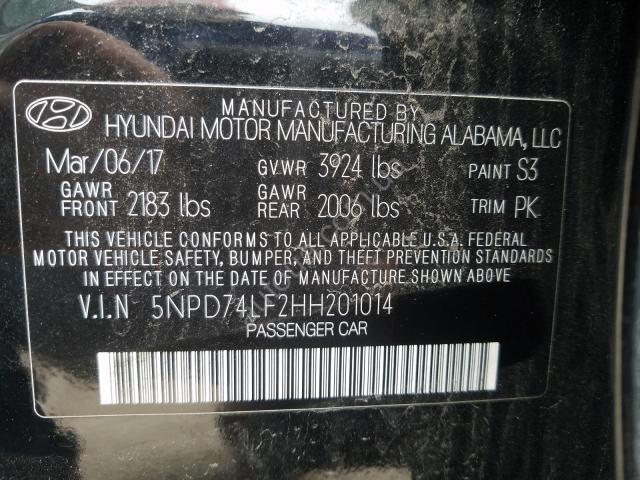 MANUFACTURED BY
HYUNDAI MOTOR MANUFACTURING ALABAMA, LLC
Mar/06/17 GVWR 3924 lbs PAINT S3
GAWR FRONT 2183 lbs GAWR REAR 2006 lbs TRIM PK
THIS VEHICLE CONFORMS TO ALL APPLICABLE U.S.A. FEDERAL
MOTOR VEHICLE SAFETY, BUMPER, AND THEFT PREVENTION STANDARDS
IN EFFECT ON THE DATE OF MANUFACTURE SHOWN ABOVE.
V.I.N 5NPD74LF2HH201014
PASSENGER CAR